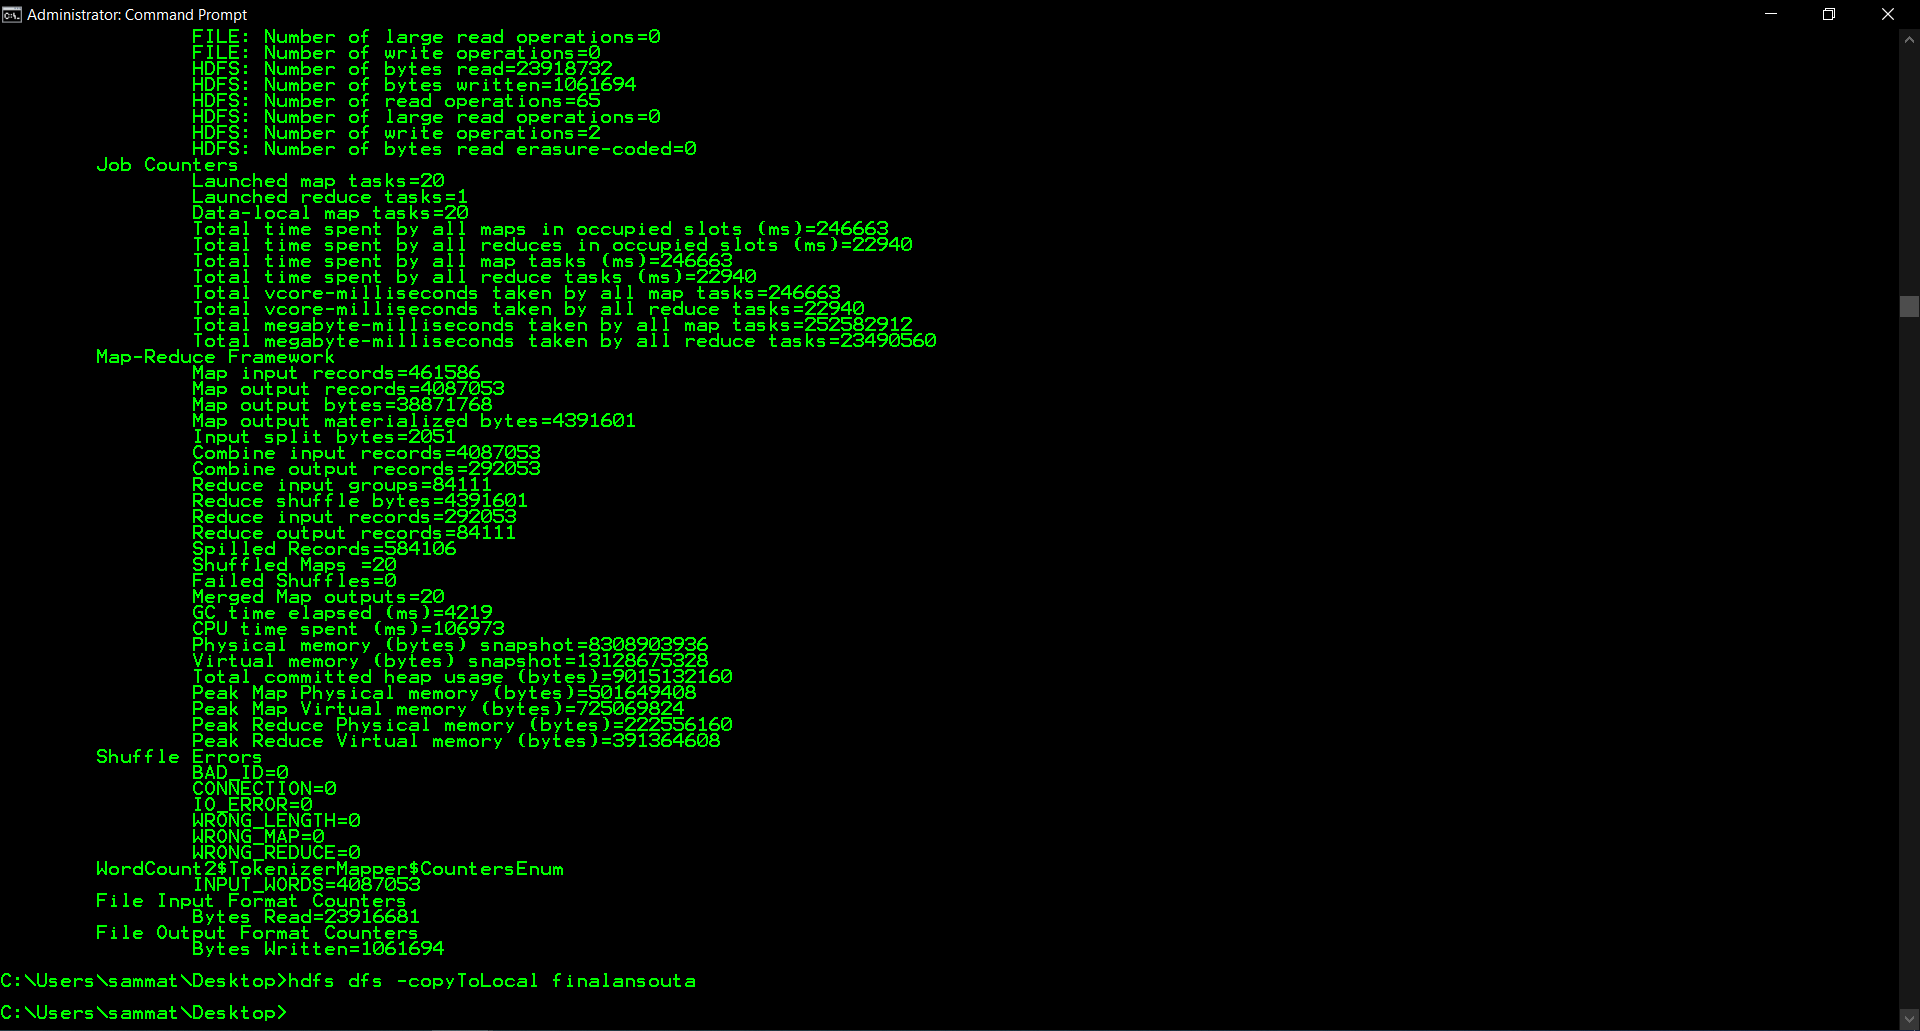 Administrator: Command Prompt
FILE: Number of large read operations=0
FILE: Number of write operations=0
HDFS: Number of bytes read=23918732
HDFS: Number of bytes written=1061694
HDFS: Number of read operations=65
HDFS: Number of large read operations=0
HDFS: Number of write operations=2
HDFS: Number of bytes read erasure-coded=0
Job Counters
Launched map tasks=20
Launched reduce tasks=1
Data-local map tasks=20
Total time spent by all maps in occupied slots (ms)=246663
Total time spent by all reduces in occupied slots (ms)=22940
Total time spent by all map tasks (ms)=246663
Total time spent by all reduce tasks (ms)=22940
Total vcore-milliseconds taken by all map tasks=246663
Total vcore-milliseconds taken by all reduce tasks=22940
Total megabyte-milliseconds taken by all map tasks=252582912
Total megabyte-milliseconds taken by all reduce tasks=23490560
Map-Reduce Framework
Map input records=461586
Map output records=4087053
Map output bytes=38871768
Map output materialized bytes=4391601
Input split bytes=2051
Combine input records=4087053
Combine output records=292053
Reduce input groups=84111
Reduce shuffle bytes=4391601
Reduce input records=292053
Reduce output records=84111
Spilled Records=584106
Shuffled Maps =20
Failed Shuffles=0
Merged Map outputs=20
GC time elapsed (ms)=4219
CPU time spent (ms)=106973
Physical memory (bytes) snapshot=8308903936
Virtual memory (bytes) snapshot=13128675328
Total committed heap usage (bytes)=9015132160
Peak Map Physical memory (bytes)=501649408
Peak Map Virtual memory (bytes)=725069824
Peak Reduce Physical memory (bytes)=222556160
Peak Reduce Virtual memory (bytes)=391364608
Shuffle Errors
BAD_ID=0
CONNECTION=0
IO_ERROR=0
WRONG_LENGTH=0
WRONG_MAP=0
WRONG_REDUCE=0
WordCount2$TokenizerMapper$CountersEnum
INPUT_WORDS=4087053
File Input Format Counters
Bytes Read=23916681
File Output Format Counters
Bytes Written=1061694
C:\Users\sammat\Desktop>hdfs dfs -copyToLocal finalansouta
C:\Users\sammat\Desktop>